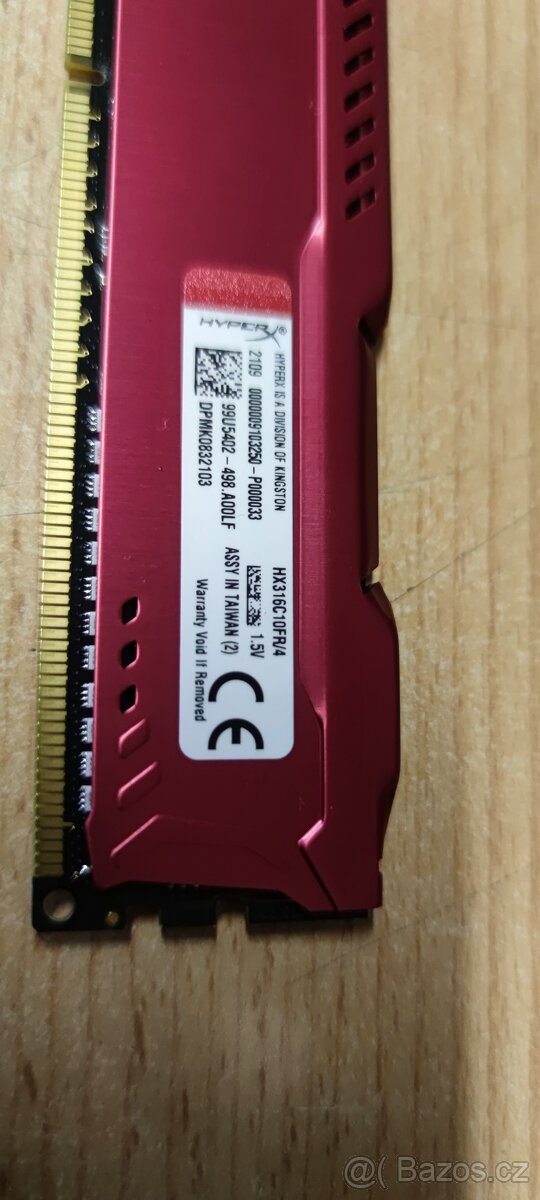 HYPERX®
HYPERX IS A DIVISION OF KINGSTON
HX316C10FR/4
2109 0000009103250-P000033
1.5V
99U5402-498.A00LF ASSY IN TAIWAN (2)
DPMK0832103
Warranty Void If Removed
CE
@ Bazoš.cz